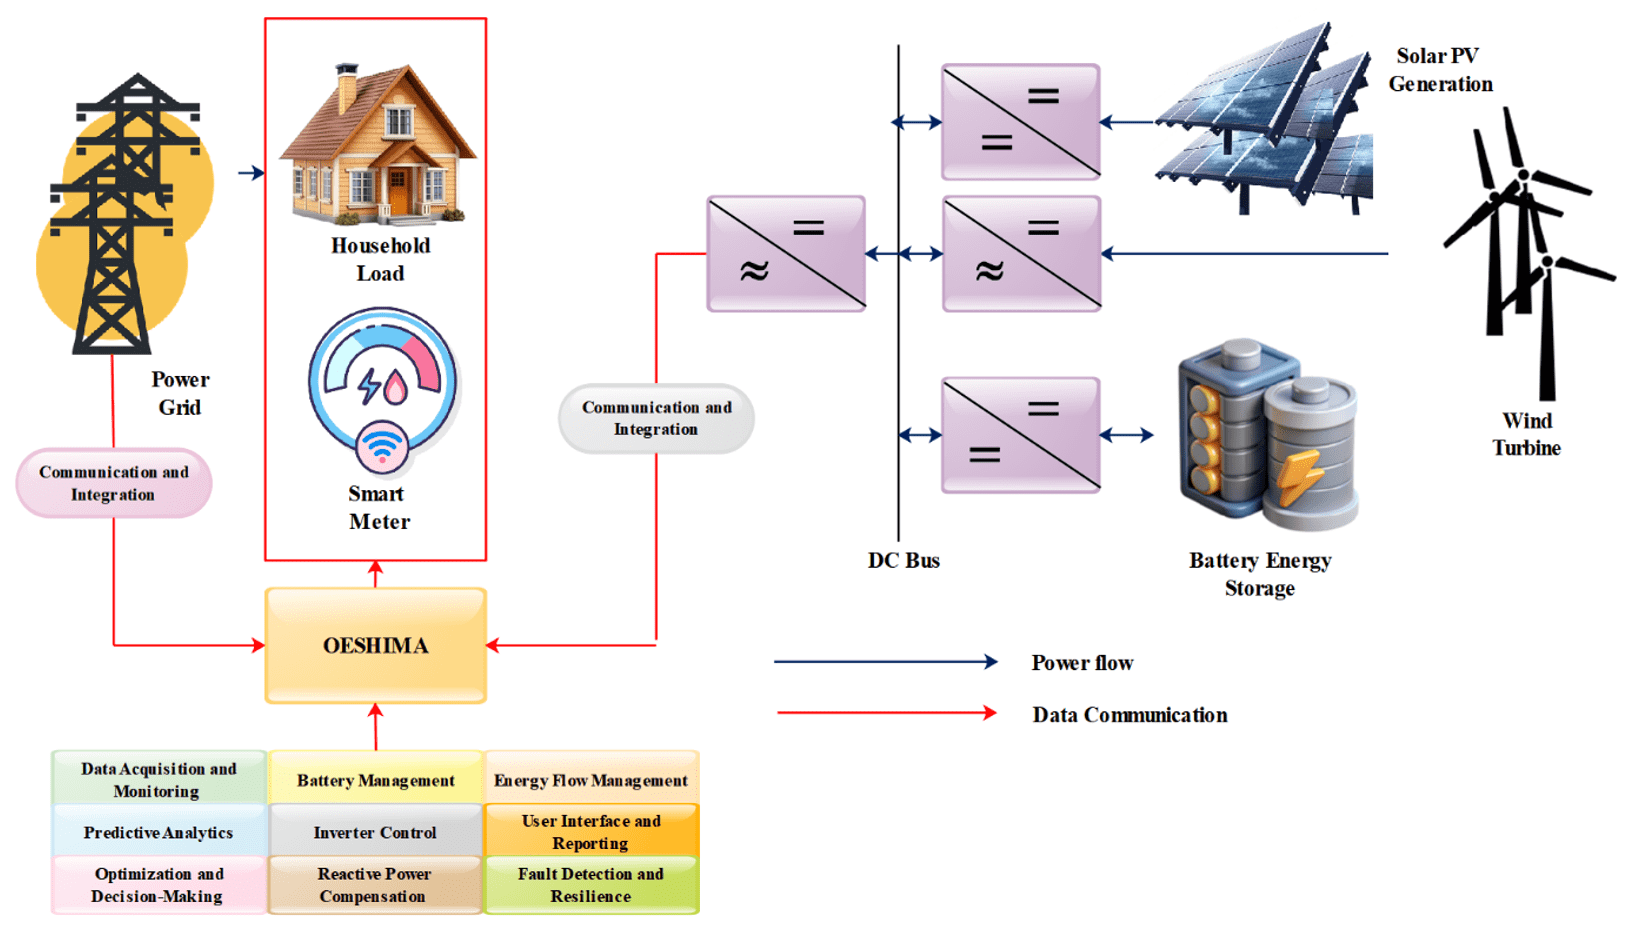 Solar PV
Generation
Household
Load
Power
Grid
Communication and
Integration
Communication and
Integration
Smart
Meter
Wind
Turbine
DC Bus
Battery Energy
Storage
OESHIMA
Power flow
Data Communication
Data Acquisition and
Monitoring
Battery Management
Energy Flow Management
Predictive Analytics
Inverter Control
User Interface and
Reporting
Optimization and
Decision-Making
Reactive Power
Compensation
Fault Detection and
Resilience